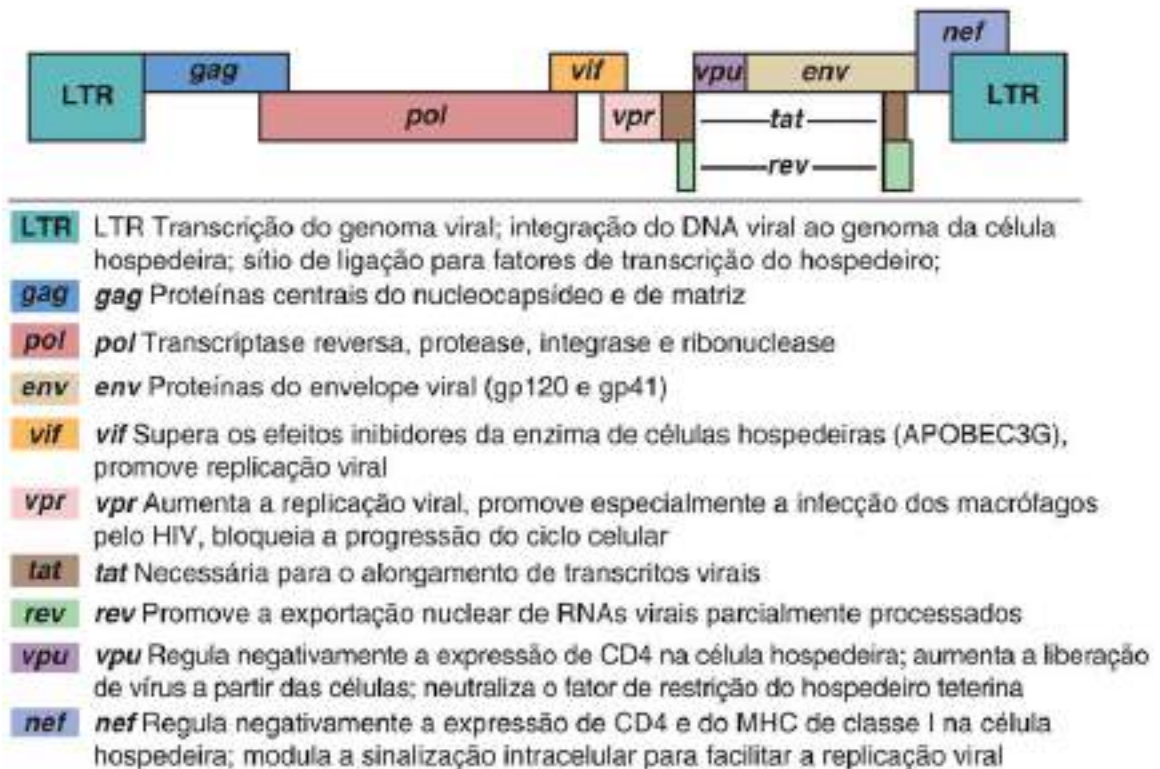 nef
gag
vif
vpu
env
LTR
LTR
pol
vpr
tat
rev
LTR LTR Transcrição do genoma viral; integração do DNA viral ao genoma da célula
hospedeira; sítio de ligação para fatores de transcrição do hospedeiro;
gag gag Proteínas centrais do nucleocapsídeo e de matriz
pol pol Transcriptase reversa, protease, integrase e ribonuclease
env env Proteínas do envelope viral (gp120 e gp41)
vif vif Supera os efeitos inibidores da enzima de células hospedeiras (APOBEC3G),
promove replicação viral
vpr vpr Aumenta a replicação viral, promove especialmente a infecção dos macrófagos
pelo HIV, bloqueia a progressão do ciclo celular
tat tat Necessária para o alongamento de transcritos virais
rev rev Promove a exportação nuclear de RNAs virais parcialmente processados
vpu vpu Regula negativamente a expressão de CD4 na célula hospedeira; aumenta a liberação
de vírus a partir das células; neutraliza o fator de restrição do hospedeiro teterina
nef nef Regula negativamente a expressão de CD4 e do MHC de classe I na célula
hospedeira; modula a sinalização intracelular para facilitar a replicação viral